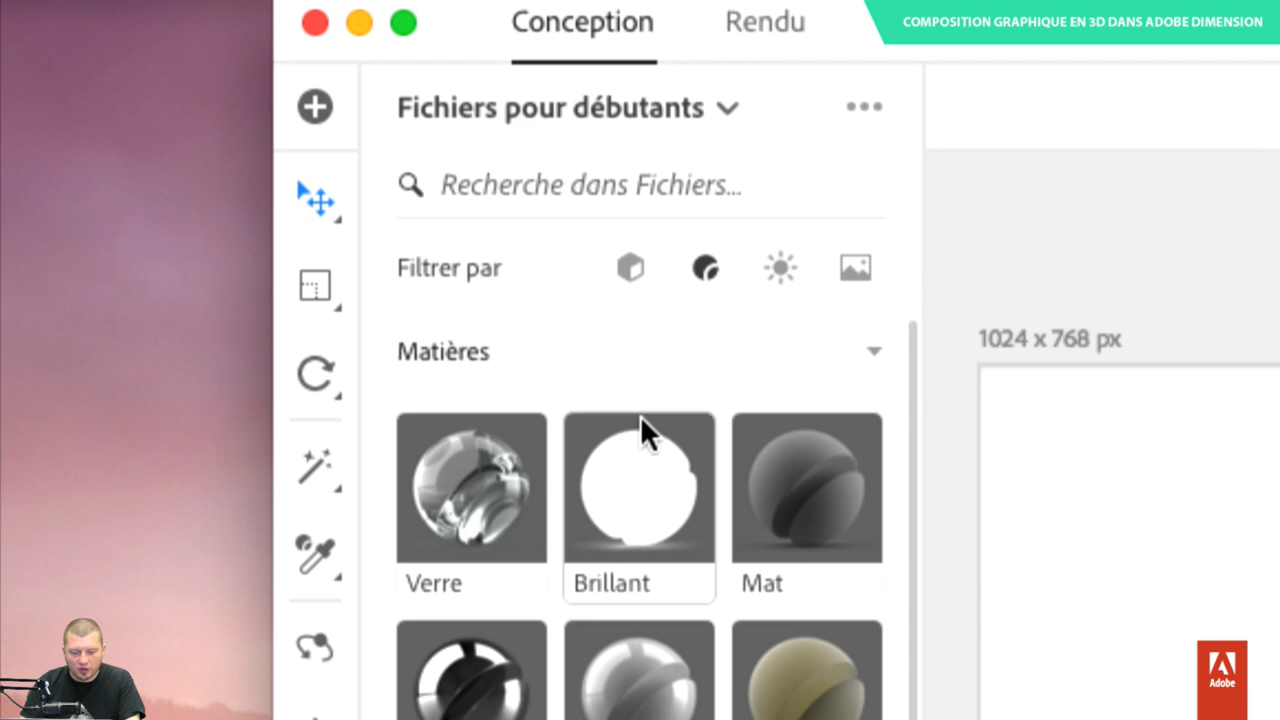 Conception
Rendu
COMPOSITION GRAPHIQUE EN 3D DANS ADOBE DIMENSION
Fichiers pour débutants
Recherche dans Fichiers...
Filtrer par
Matières
1024 x 768 px
Verre
Brillant
Mat
Adobe